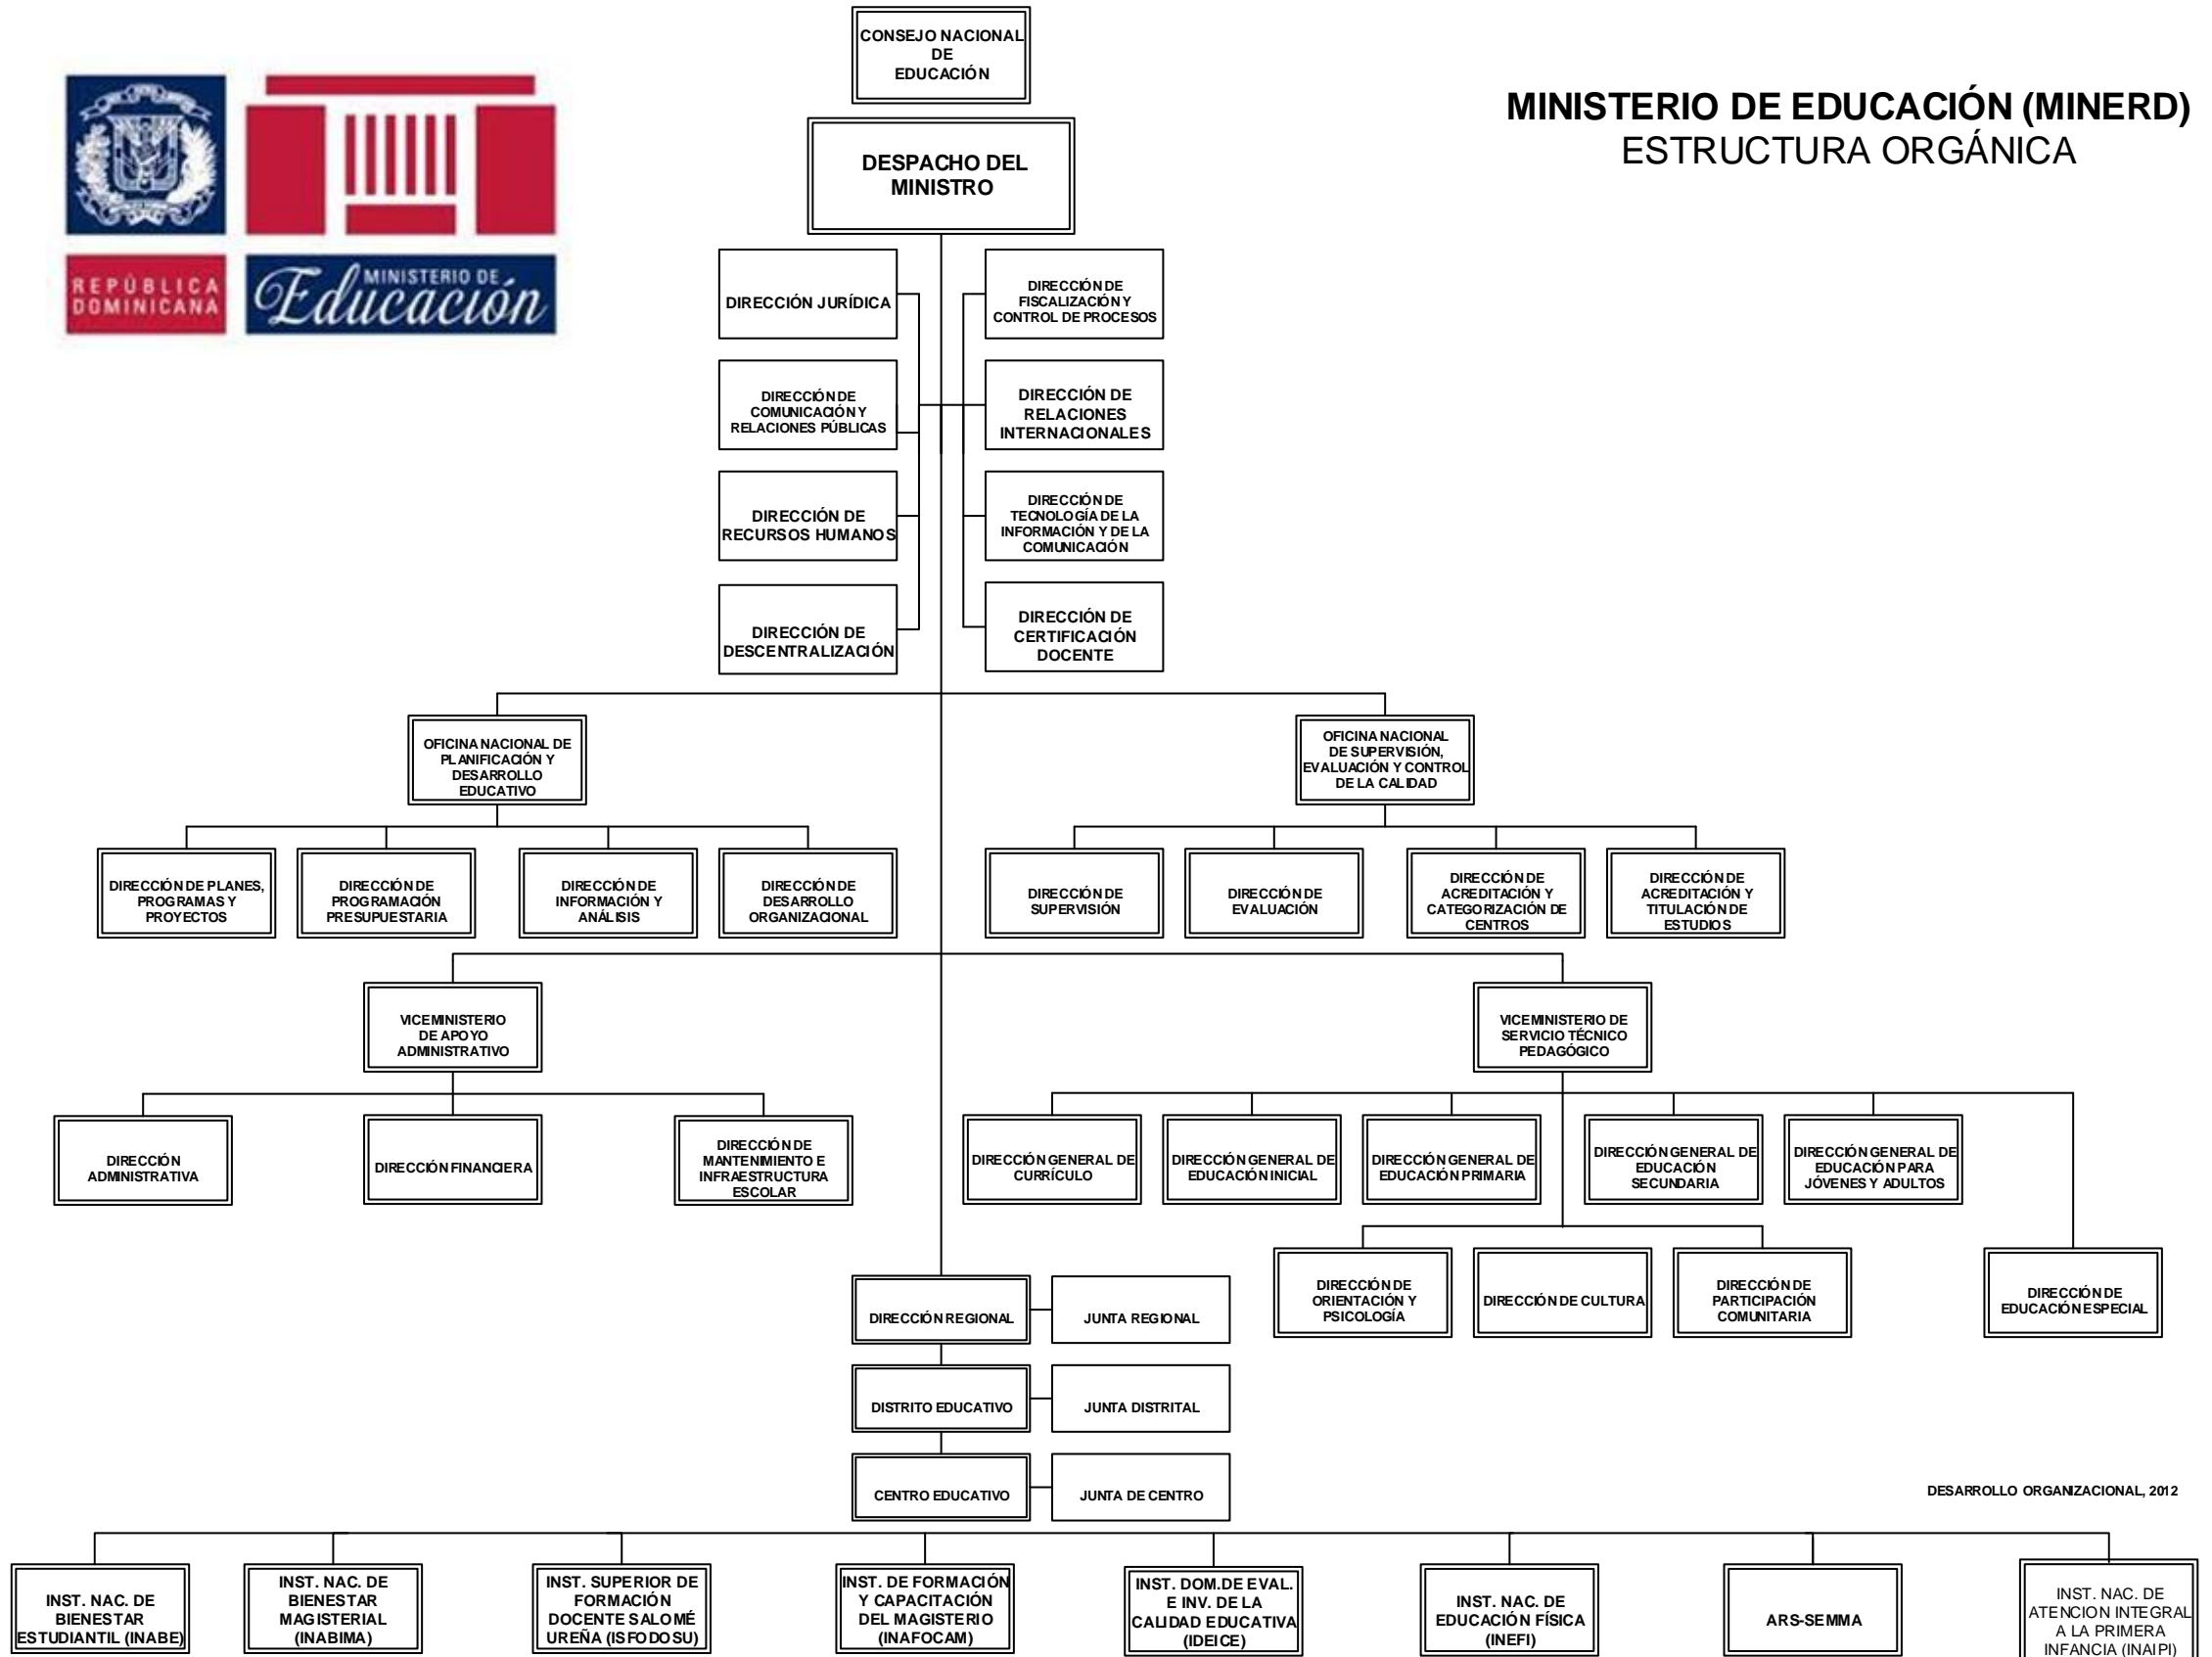 CONSEJO NACIONAL
DE
EDUCACIÓN
MINISTERIO DE EDUCACIÓN (MINERD)
ESTRUCTURA ORGÁNICA
REPÚBLICA
DOMINICANA
MINISTERIO DE
Educación
DESPACHO DEL
MINISTRO
DIRECCIÓN JURÍDICA
DIRECCIÓN DE
FISCALIZACIÓN Y
CONTROL DE PROCESOS
DIRECCIÓN DE
COMUNICACIÓN Y
RELACIONES PÚBLICAS
DIRECCIÓN DE
RELACIONES
INTERNACIONALES
DIRECCIÓN DE
RECURSOS HUMANOS
DIRECCIÓN DE
TECNOLOGÍA DE LA
INFORMACIÓN Y DE LA
COMUNICACIÓN
DIRECCIÓN DE
DESCENTRALIZACIÓN
DIRECCIÓN DE
CERTIFICACIÓN
DOCENTE
OFICINA NACIONAL DE
PLANIFICACIÓN Y
DESARROLLO
EDUCATIVO
OFICINA NACIONAL
DE SUPERVISIÓN,
EVALUACIÓN Y CONTROL
DE LA CALIDAD
DIRECCIÓN DE PLANES,
PROGRAMAS Y
PROYECTOS
DIRECCIÓN DE
PROGRAMACIÓN
PRESUPUESTARIA
DIRECCIÓN DE
INFORMACIÓN Y
ANÁLISIS
DIRECCIÓN DE
DESARROLLO
ORGANIZACIONAL
DIRECCIÓN DE
SUPERVISIÓN
DIRECCIÓN DE
EVALUACIÓN
DIRECCIÓN DE
ACREDITACIÓN Y
CATEGORIZACIÓN DE
CENTROS
DIRECCIÓN DE
ACREDITACIÓN Y
TITULACIÓN DE
ESTUDIOS
VICEMINISTERIO
DE APOYO
ADMINISTRATIVO
VICEMINISTERIO DE
SERVICIO TÉCNICO
PEDAGÓGICO
DIRECCIÓN
ADMINISTRATIVA
DIRECCIÓN FINANCIERA
DIRECCIÓN DE
MANTENIMIENTO E
INFRAESTRUCTURA
ESCOLAR
DIRECCIÓN GENERAL DE
CURRÍCULO
DIRECCIÓN GENERAL DE
EDUCACIÓN INICIAL
DIRECCIÓN GENERAL DE
EDUCACIÓN PRIMARIA
DIRECCIÓN GENERAL DE
EDUCACIÓN
SECUNDARIA
DIRECCIÓN GENERAL DE
EDUCACIÓN PARA
JÓVENES Y ADULTOS
DIRECCIÓN DE
ORIENTACIÓN Y
PSICOLOGÍA
DIRECCIÓN DE CULTURA
DIRECCIÓN DE
PARTICIPACIÓN
COMUNITARIA
DIRECCIÓN DE
EDUCACIÓN ESPECIAL
DIRECCIÓN REGIONAL
JUNTA REGIONAL
DISTRITO EDUCATIVO
JUNTA DISTRITAL
CENTRO EDUCATIVO
JUNTA DE CENTRO
DESARROLLO ORGANIZACIONAL, 2012
INST. NAC. DE
BIENESTAR
ESTUDIANTIL (INABE)
INST. NAC. DE
BIENESTAR
MAGISTERIAL
(INABIMA)
INST. SUPERIOR DE
FORMACIÓN
DOCENTE SALOMÉ
UREÑA (ISFODOSU)
INST. DE FORMACIÓN
Y CAPACITACIÓN
DEL MAGISTERIO
(INAFOCAM)
INST. DOM.DE EVAL.
E INV. DE LA
CALIDAD EDUCATIVA
(IDEICE)
INST. NAC. DE
EDUCACIÓN FÍSICA
(INEFI)
ARS-SEMMA
INST. NAC. DE
ATENCION INTEGRAL
A LA PRIMERA
INFANCIA (INAIPI)